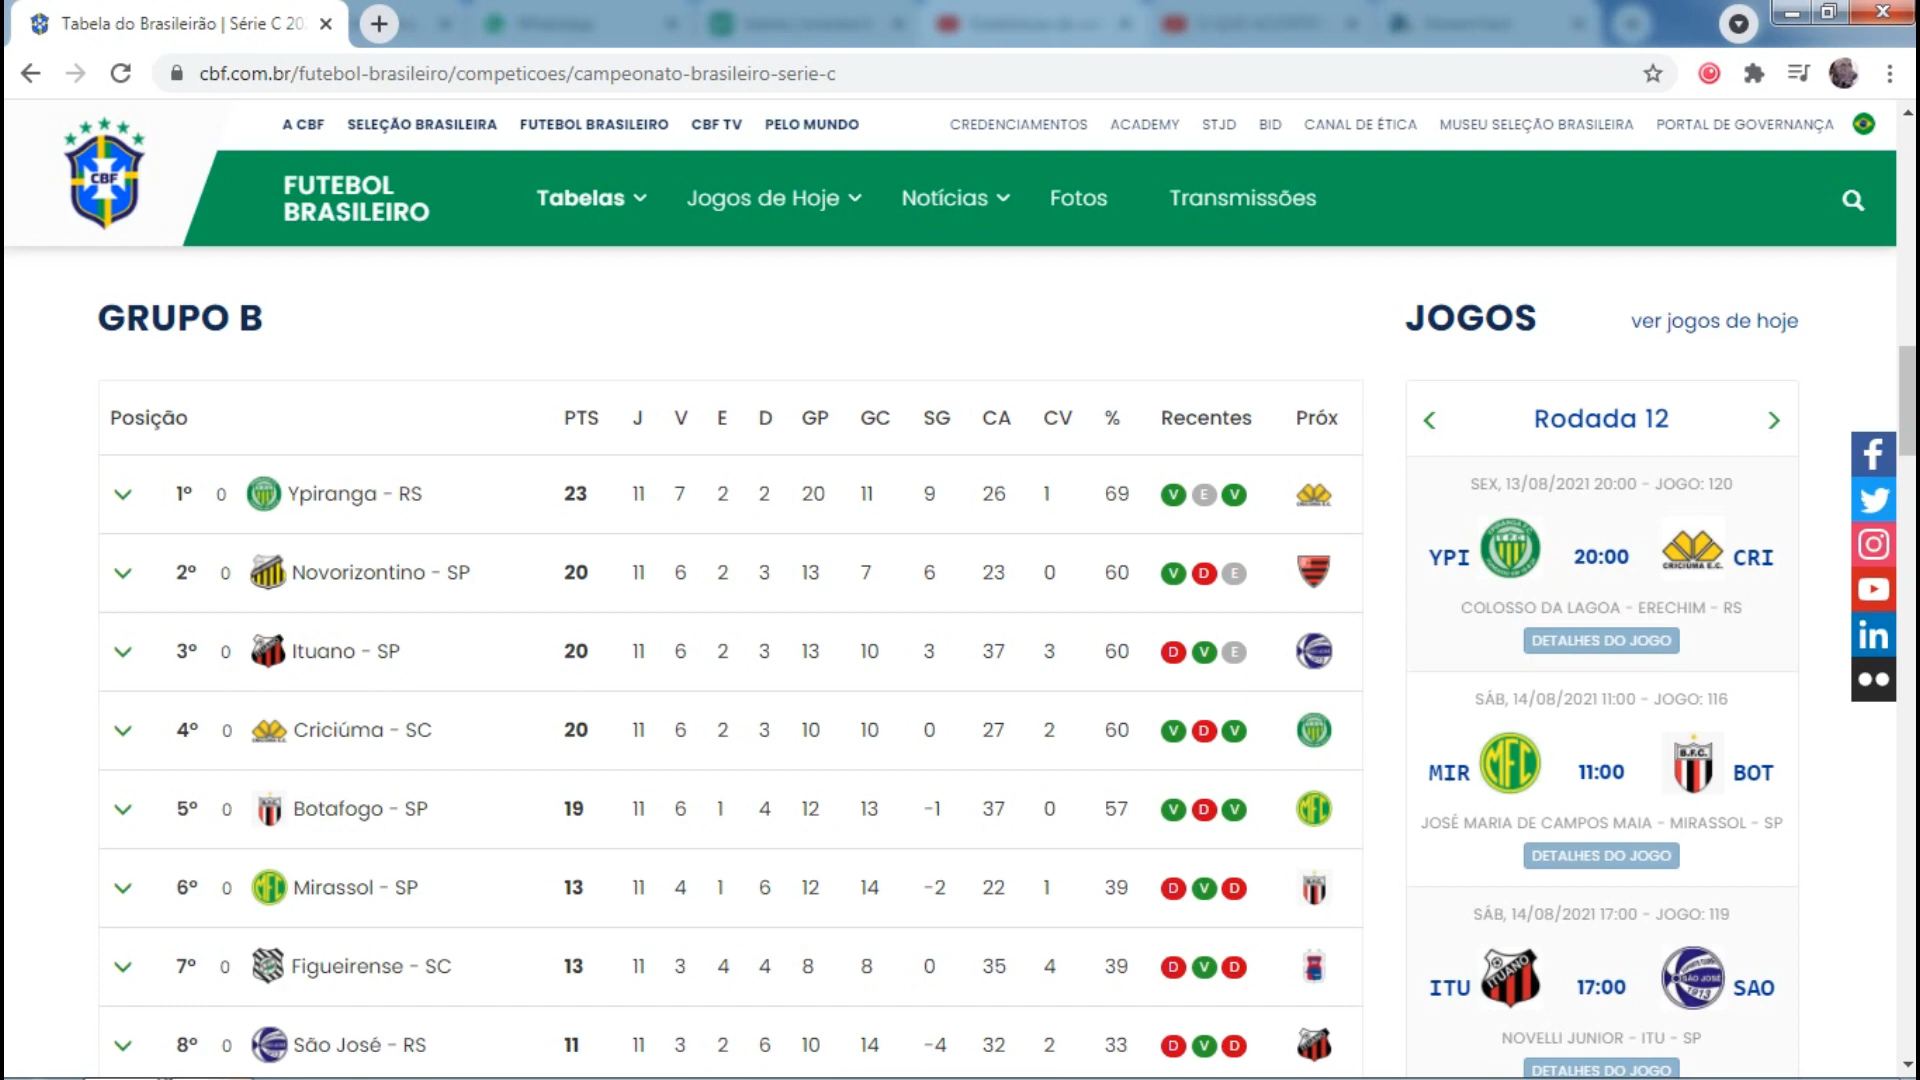 Tabela do Brasileirão | Série C 20
cbf.com.br/futebol-brasileiro/competicoes/campeonato-brasileiro-serie-c
A CBF SELEÇÃO BRASILEIRA FUTEBOL BRASILEIRO CBF TV PELO MUNDO CREDENCIAMENTOS ACADEMY STJD BID CANAL DE ÉTICA MUSEU SELEÇÃO BRASILEIRA PORTAL DE GOVERNANÇA
CBF
FUTEBOL
BRASILEIRO
Tabelas Jogos de Hoje Notícias Fotos Transmissões
GRUPO B
Posição PTS J V E D GP GC SG CA CV % Recentes Próx
1º 0 Ypiranga - RS 23 11 7 2 2 20 11 9 26 1 69 V E V
2º 0 Novorizontino - SP 20 11 6 2 3 13 7 6 23 0 60 V D E
3º 0 Ituano - SP 20 11 6 2 3 13 10 3 37 3 60 D V E
4º 0 Criciúma - SC 20 11 6 2 3 10 10 0 27 2 60 V D V
5º 0 Botafogo - SP 19 11 6 1 4 12 13 -1 37 0 57 V D V
6º 0 Mirassol - SP 13 11 4 1 6 12 14 -2 22 1 39 D V D
7º 0 Figueirense - SC 13 11 3 4 4 8 8 0 35 4 39 D V D
8º 0 São José - RS 11 11 3 2 6 10 14 -4 32 2 33 D V D
JOGOS ver jogos de hoje
Rodada 12
SEX, 13/08/2021 20:00 - JOGO: 120
YPI 20:00 CRICIÚMA E.C. CRI
COLOSSO DA LAGOA - ERECHIM - RS
DETALHES DO JOGO
SÁB, 14/08/2021 11:00 - JOGO: 116
MIR MFC 11:00 B.F.C. BOT
JOSÉ MARIA DE CAMPOS MAIA - MIRASSOL - SP
DETALHES DO JOGO
SÁB, 14/08/2021 17:00 - JOGO: 119
ITU ITUANO 17:00 SÃO JOSÉ 1913 SAO
NOVELLI JUNIOR - ITU - SP
DETALHES DO JOGO